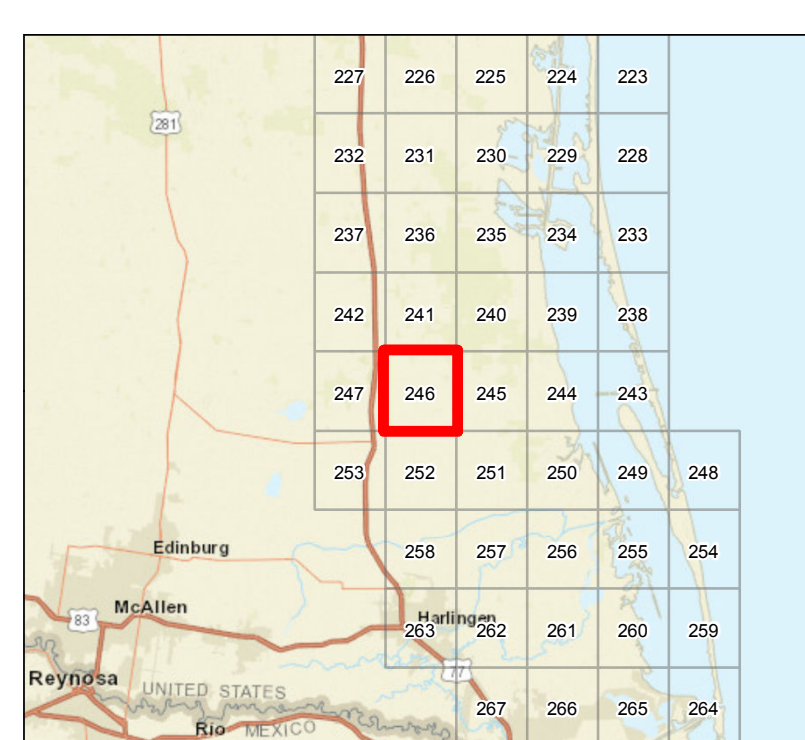 227 226 225 224 223
281
232 231 230 229 228
237 236 235 234 233
242 241 240 239 238
247 246 245 244 243
253 252 251 250 249 248
Edinburg
258 257 256 255 254
McAllen
83
Harlingen
263 262 261 260 259
77
Reynosa
UNITED STATES
267 266 265 264
Rio
MEXICO